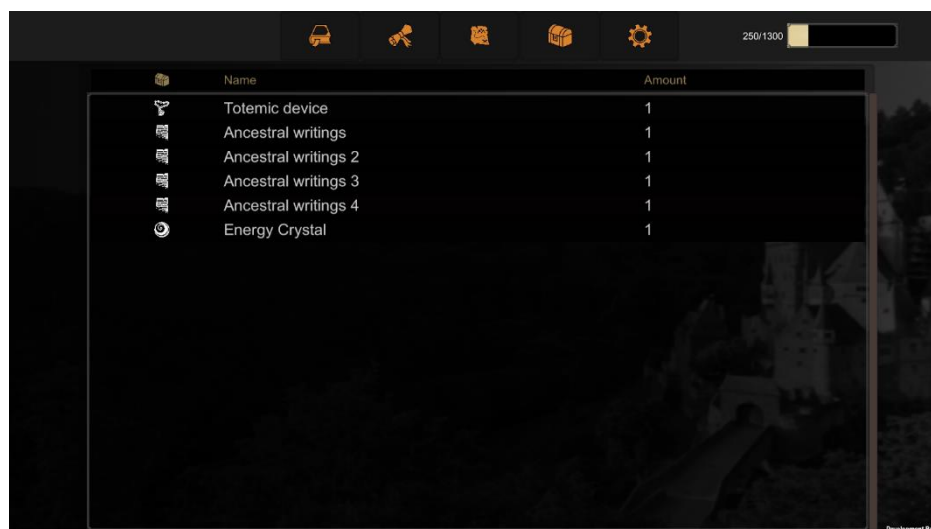 250/1300
Name Amount
Totemic device 1
Ancestral writings 1
Ancestral writings 2 1
Ancestral writings 3 1
Ancestral writings 4 1
Energy Crystal 1
Development